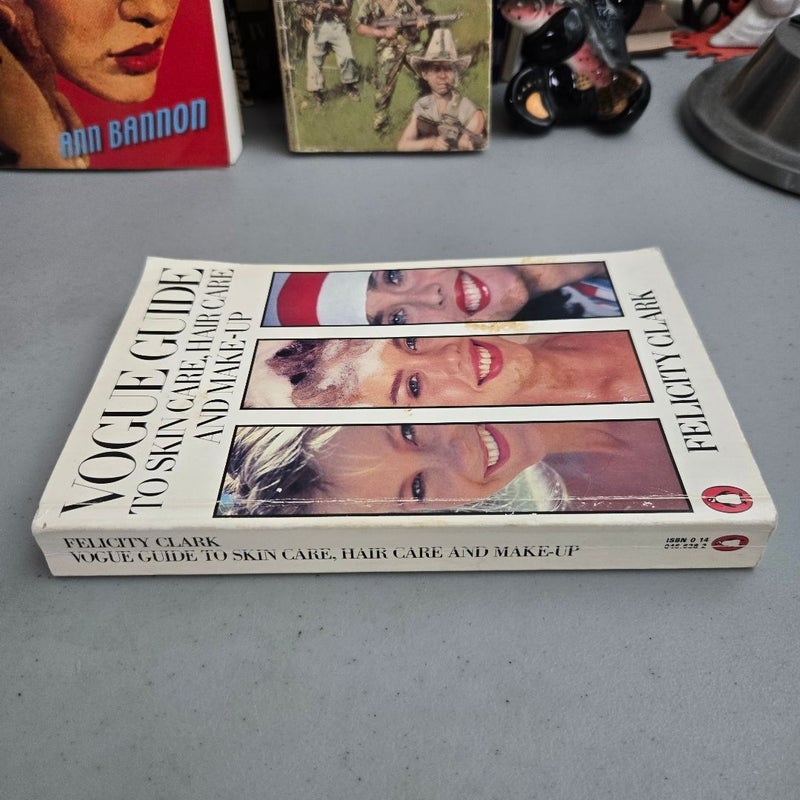 ANN BANNON
VOGUE GUIDE
TO SKIN CARE, HAIR CARE
AND MAKE-UP
FELICITY CLARK
FELICITY CLARK
VOGUE GUIDE TO SKIN CARE, HAIR CARE AND MAKE-UP
ISBN 0 14